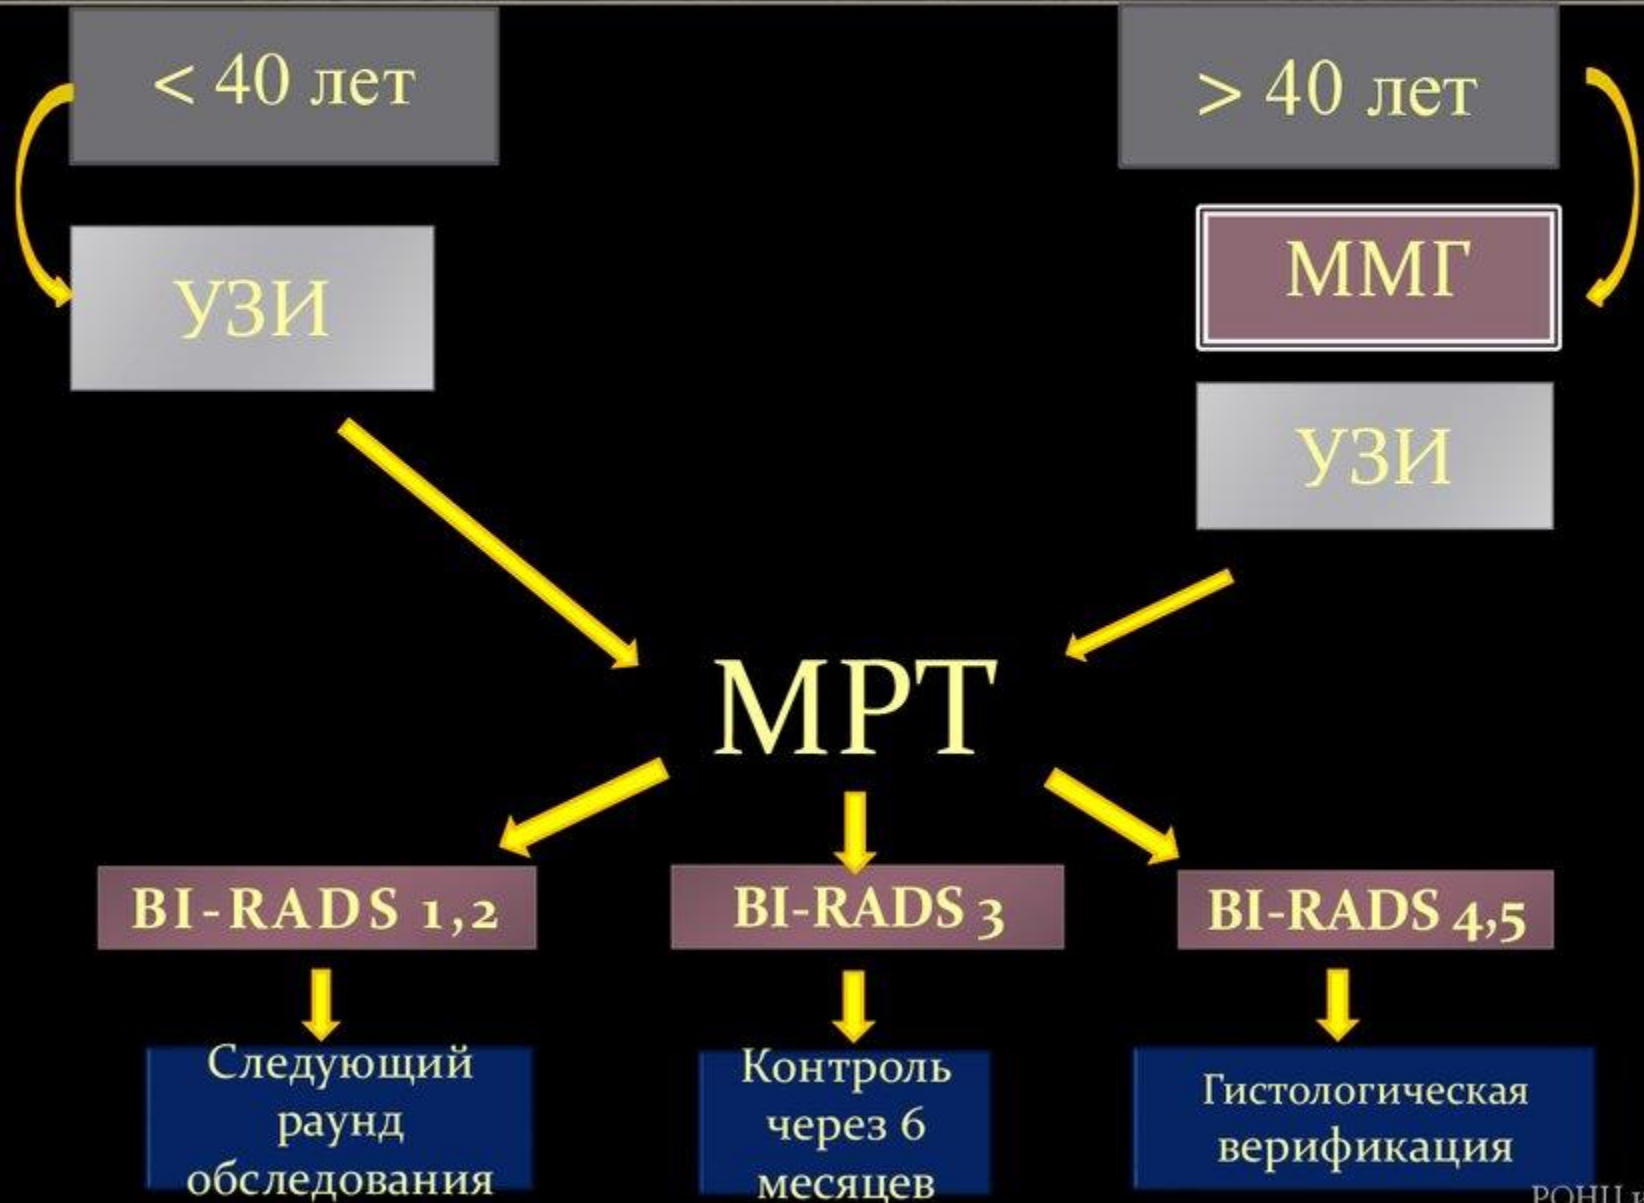 < 40 лет
> 40 лет
УЗИ
ММГ
УЗИ
МРТ
BI-RADS 1,2
BI-RADS 3
BI-RADS 4,5
Следующий
раунд
обследования
Контроль
через 6
месяцев
Гистологическая
верификация